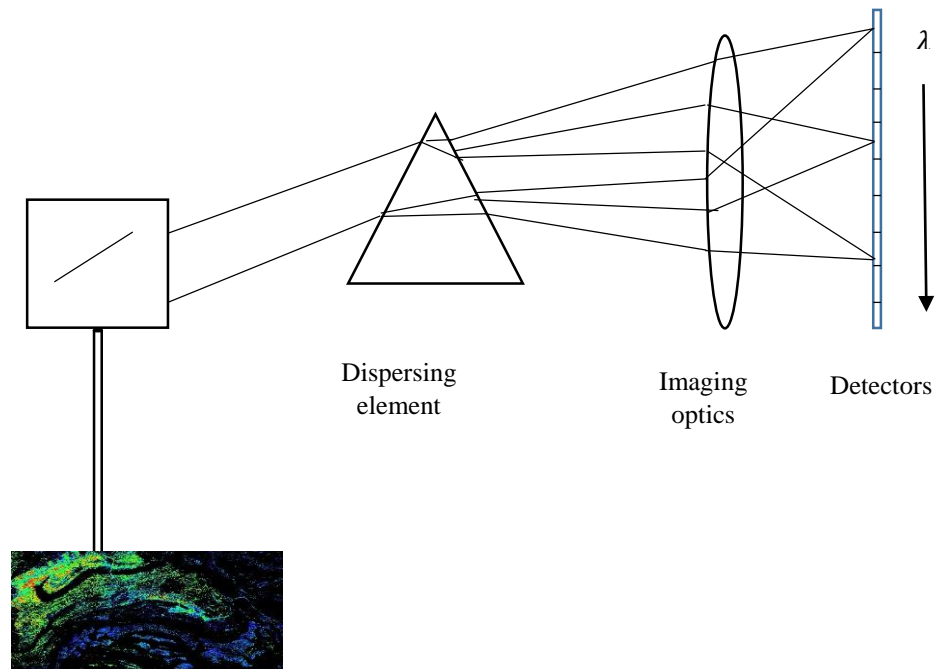 λ
Dispersing
element
Imaging
optics
Detectors